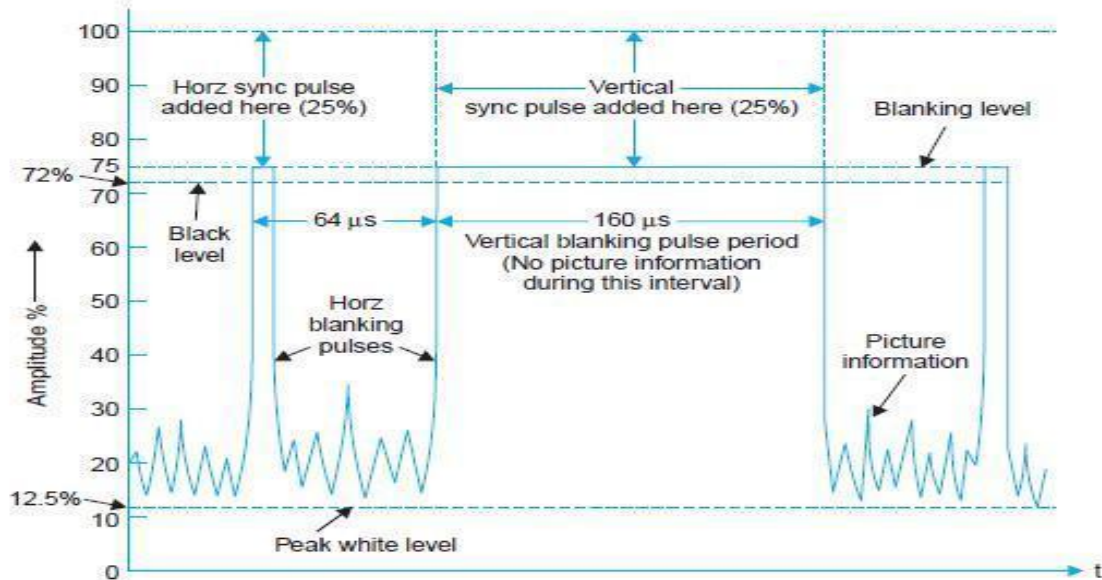 100
Horz sync pulse
added here (25%)
Vertical
sync pulse added here (25%)
90
Blanking level
80
75
72%
70
64 μs
160 μs
Black
level
Vertical blanking pulse period
(No picture information
during this interval)
60
50
Horz
blanking
pulses
Picture
information
Amplitude %
40
30
20
12.5%
10
Peak white level
0
t